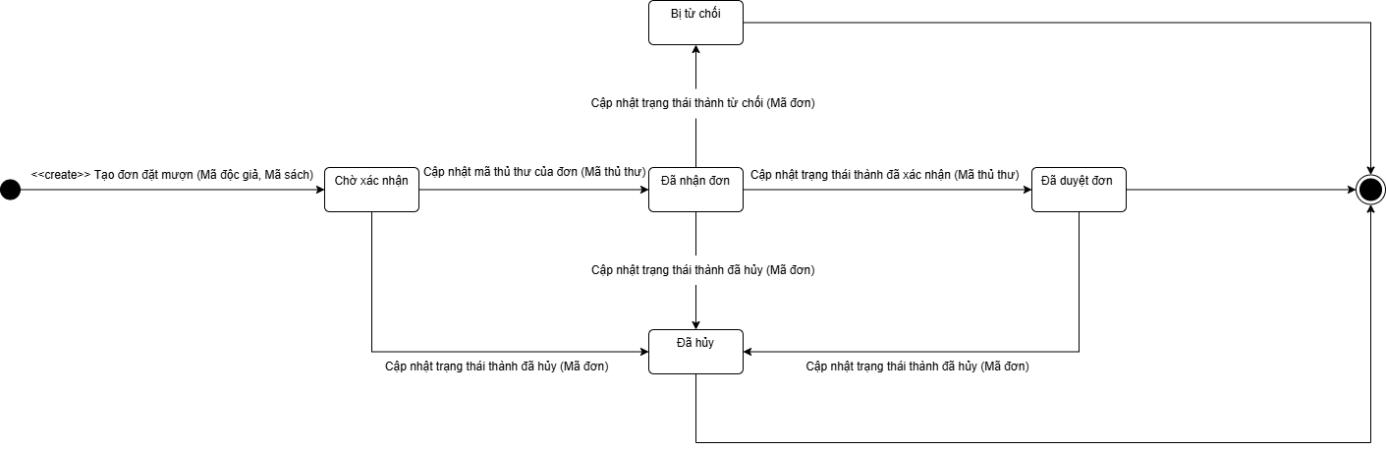 Bị từ chối
Cập nhật trạng thái thành từ chối (Mã đơn)
<<create>> Tạo đơn đặt mượn (Mã độc giả, Mã sách)
Chờ xác nhận
Cập nhật mã thủ thư của đơn (Mã thủ thư)
Đã nhận đơn
Cập nhật trạng thái thành đã xác nhận (Mã thủ thư)
Đã duyệt đơn
Cập nhật trạng thái thành đã hủy (Mã đơn)
Đã hủy
Cập nhật trạng thái thành đã hủy (Mã đơn)
Cập nhật trạng thái thành đã hủy (Mã đơn)